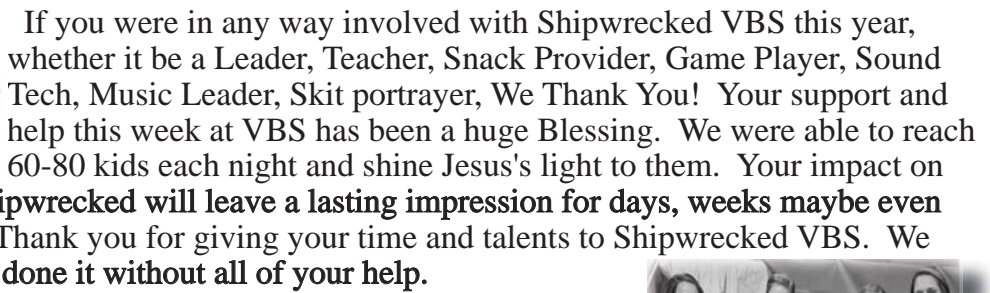 If you were in any way involved with Shipwrecked VBS this year,
whether it be a Leader, Teacher, Snack Provider, Game Player, Sound
Tech, Music Leader, Skit portrayer, We Thank You! Your support and
help this week at VBS has been a huge Blessing. We were able to reach
60-80 kids each night and shine Jesus's light to them. Your impact on
ipwrecked will leave a lasting impression for days, weeks maybe even
Thank you for giving your time and talents to Shipwrecked VBS. We
done it without all of your help.